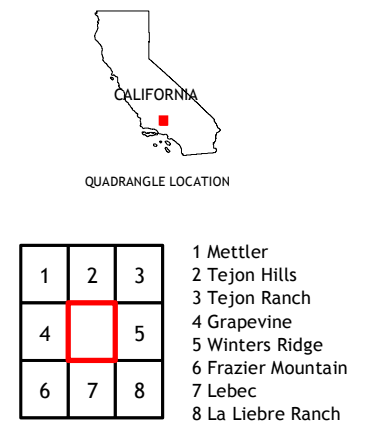 CALIFORNIA
QUADRANGLE LOCATION
1 2 3
4 5
6 7 8
1 Mettler
2 Tejon Hills
3 Tejon Ranch
4 Grapevine
5 Winters Ridge
6 Frazier Mountain
7 Lebec
8 La Liebre Ranch